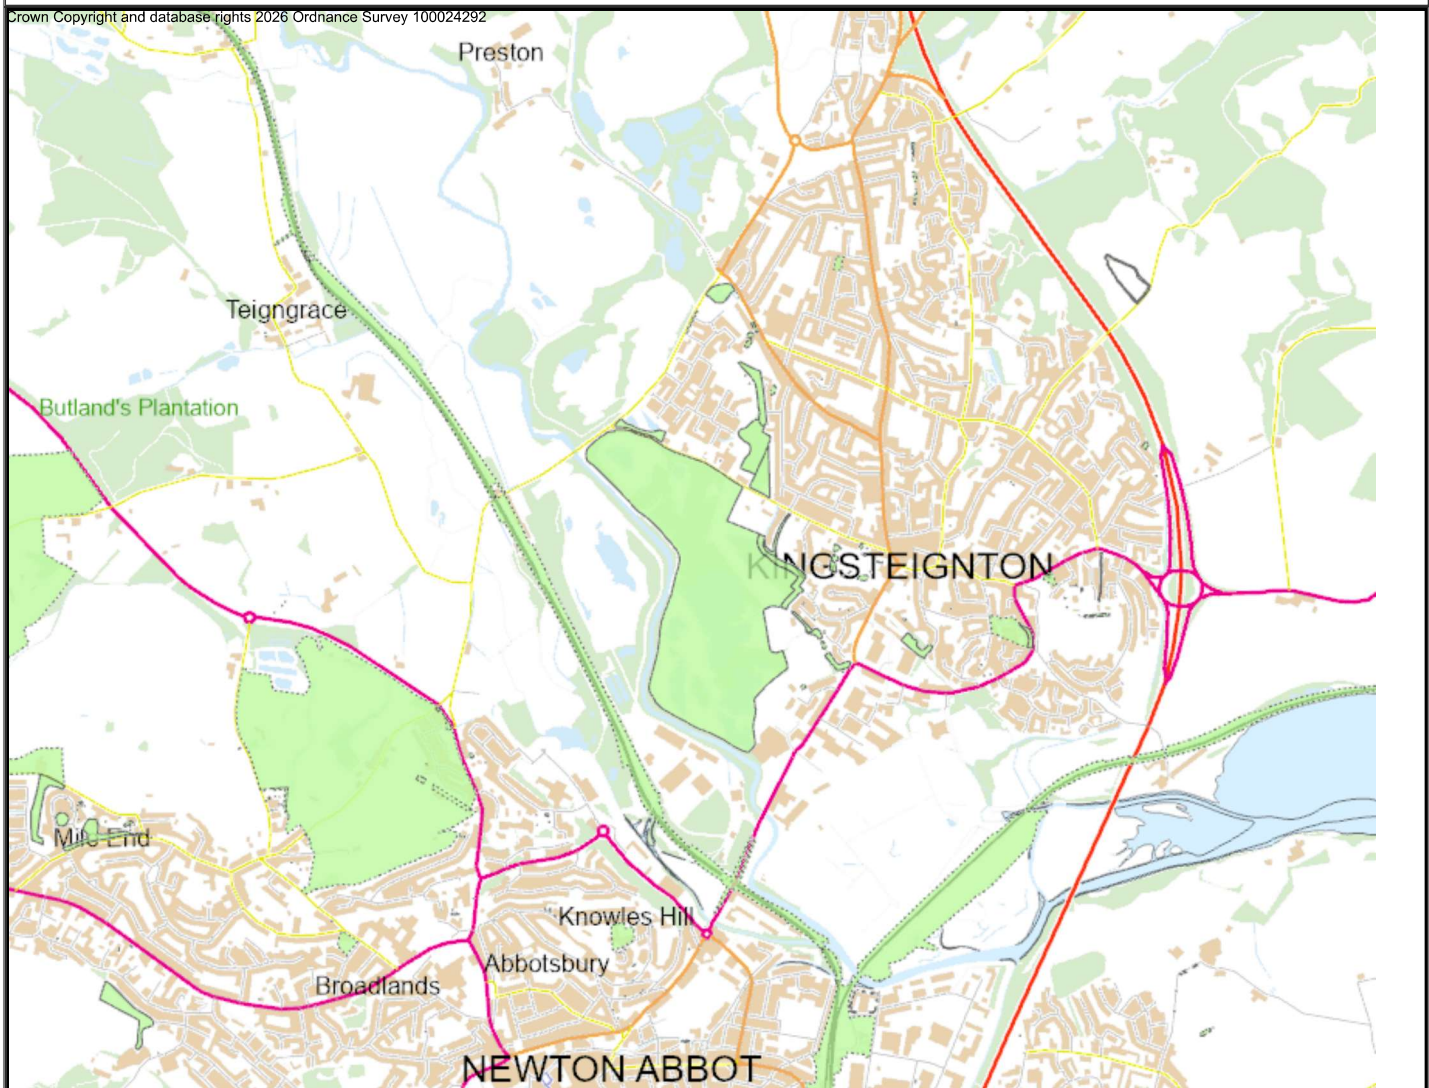 Crown Copyright and database rights 2026 Ordnance Survey 100024292
Preston
Teigngrace
Butland's Plantation
KINGSTEIGNTON
Mile End
Knowles Hill
Abbotsbury
Broadlands
NEWTON ABBOT